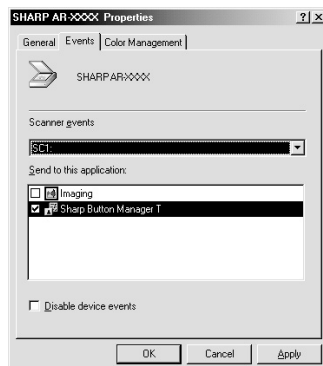 SHARP AR-XXXX Properties
General Events Color Management
SHARP AR-XXXX
Scanner events
SC1:
Send to this application:
Imaging
Sharp Button Manager T
Disable device events
OK Cancel Apply